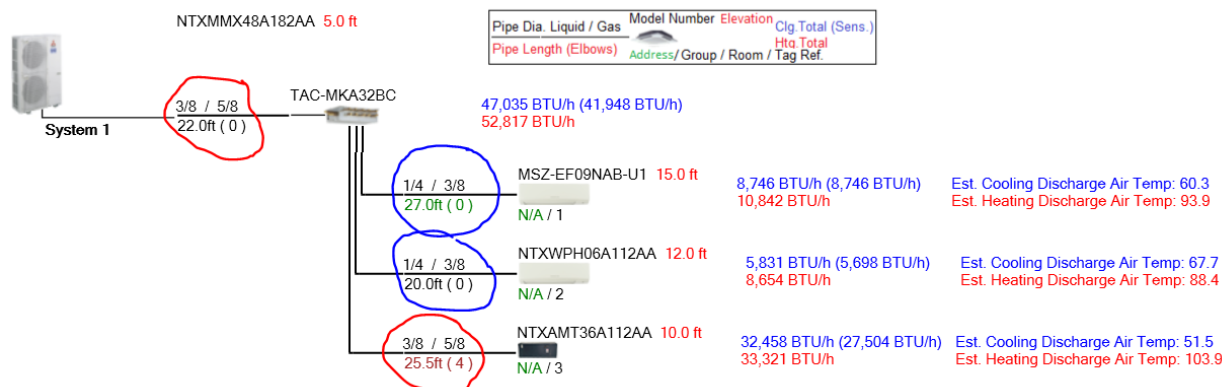 NTXMMX48A182AA 5.0 ft
Pipe Dia. Liquid / Gas Model Number Elevation Clg.Total (Sens.)
Htg.Total
Pipe Length (Elbows) Address/ Group / Room / Tag Ref.
System 1
3/8 / 5/8
22.0ft ( 0 )
TAC-MKA32BC
47,035 BTU/h (41,948 BTU/h)
52,817 BTU/h
1/4 / 3/8
27.0ft ( 0 )
MSZ-EF09NAB-U1 15.0 ft
N/A / 1
8,746 BTU/h (8,746 BTU/h) Est. Cooling Discharge Air Temp: 60.3
10,842 BTU/h Est. Heating Discharge Air Temp: 93.9
1/4 / 3/8
20.0ft ( 0 )
NTXWPH06A112AA 12.0 ft
N/A / 2
5,831 BTU/h (5,698 BTU/h) Est. Cooling Discharge Air Temp: 67.7
8,654 BTU/h Est. Heating Discharge Air Temp: 88.4
3/8 / 5/8
25.5ft ( 4 )
NTXAMT36A112AA 10.0 ft
N/A / 3
32,458 BTU/h (27,504 BTU/h) Est. Cooling Discharge Air Temp: 51.5
33,321 BTU/h Est. Heating Discharge Air Temp: 103.9